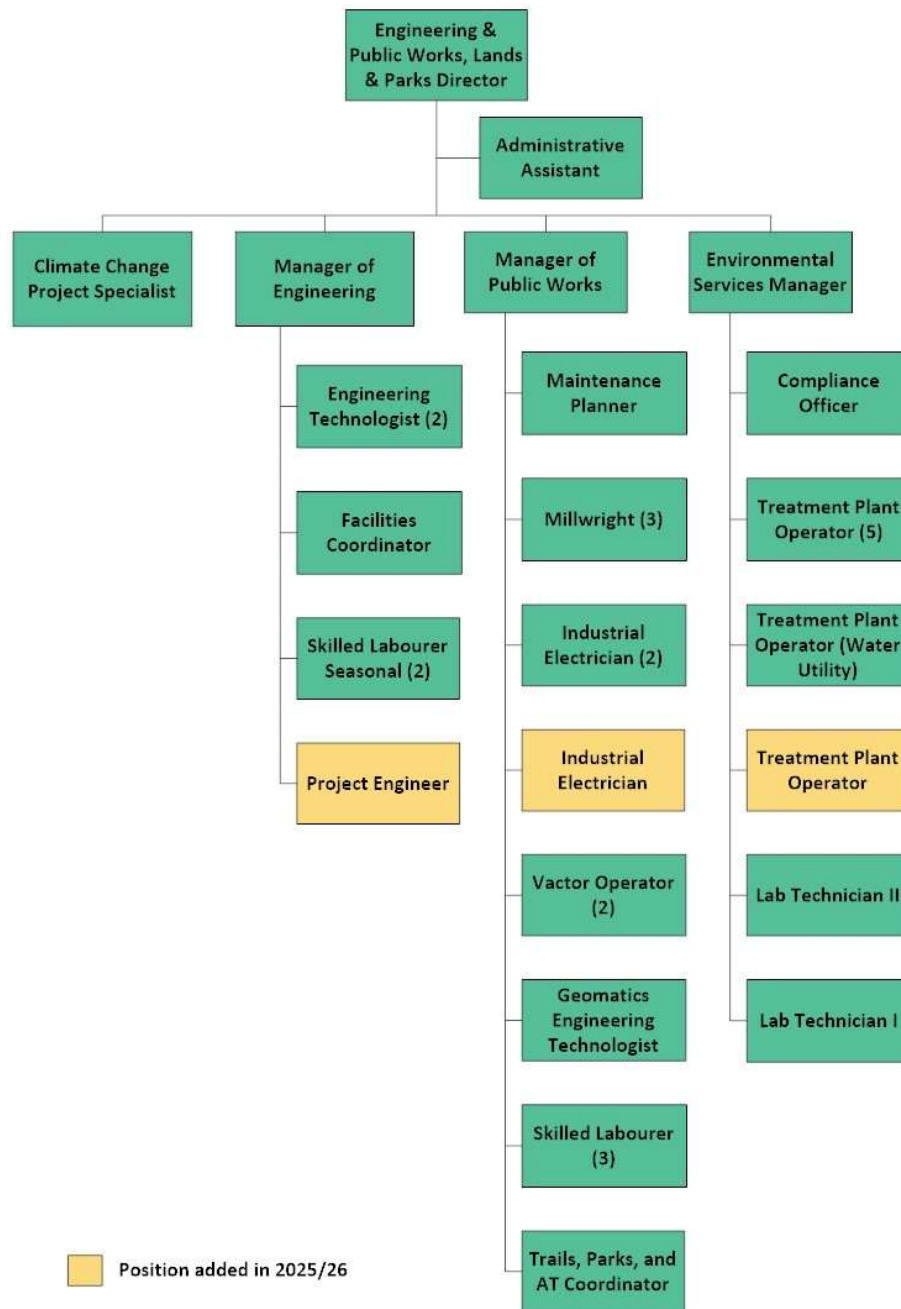 Engineering &
Public Works, Lands
& Parks Director
Administrative
Assistant
Climate Change
Project Specialist
Manager of
Engineering
Manager of
Public Works
Environmental
Services Manager
Engineering
Technologist (2)
Facilities
Coordinator
Skilled Labourer
Seasonal (2)
Project Engineer
Maintenance
Planner
Millwright (3)
Industrial
Electrician (2)
Industrial
Electrician
Vactor Operator
(2)
Geomatics
Engineering
Technologist
Skilled Labourer
(3)
Trails, Parks, and
AT Coordinator
Compliance
Officer
Treatment Plant
Operator (5)
Treatment Plant
Operator (Water
Utility)
Treatment Plant
Operator
Lab Technician II
Lab Technician I
Position added in 2025/26